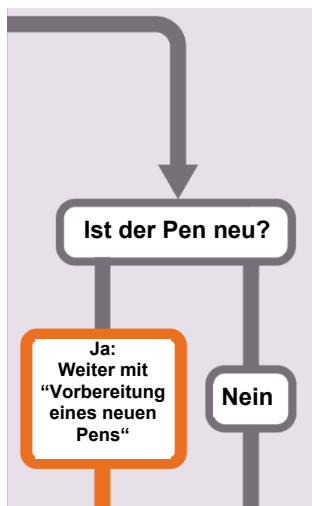 Ist der Pen neu?
Ja:
Weiter mit
“Vorbereitung
eines neuen
Pens“
Nein